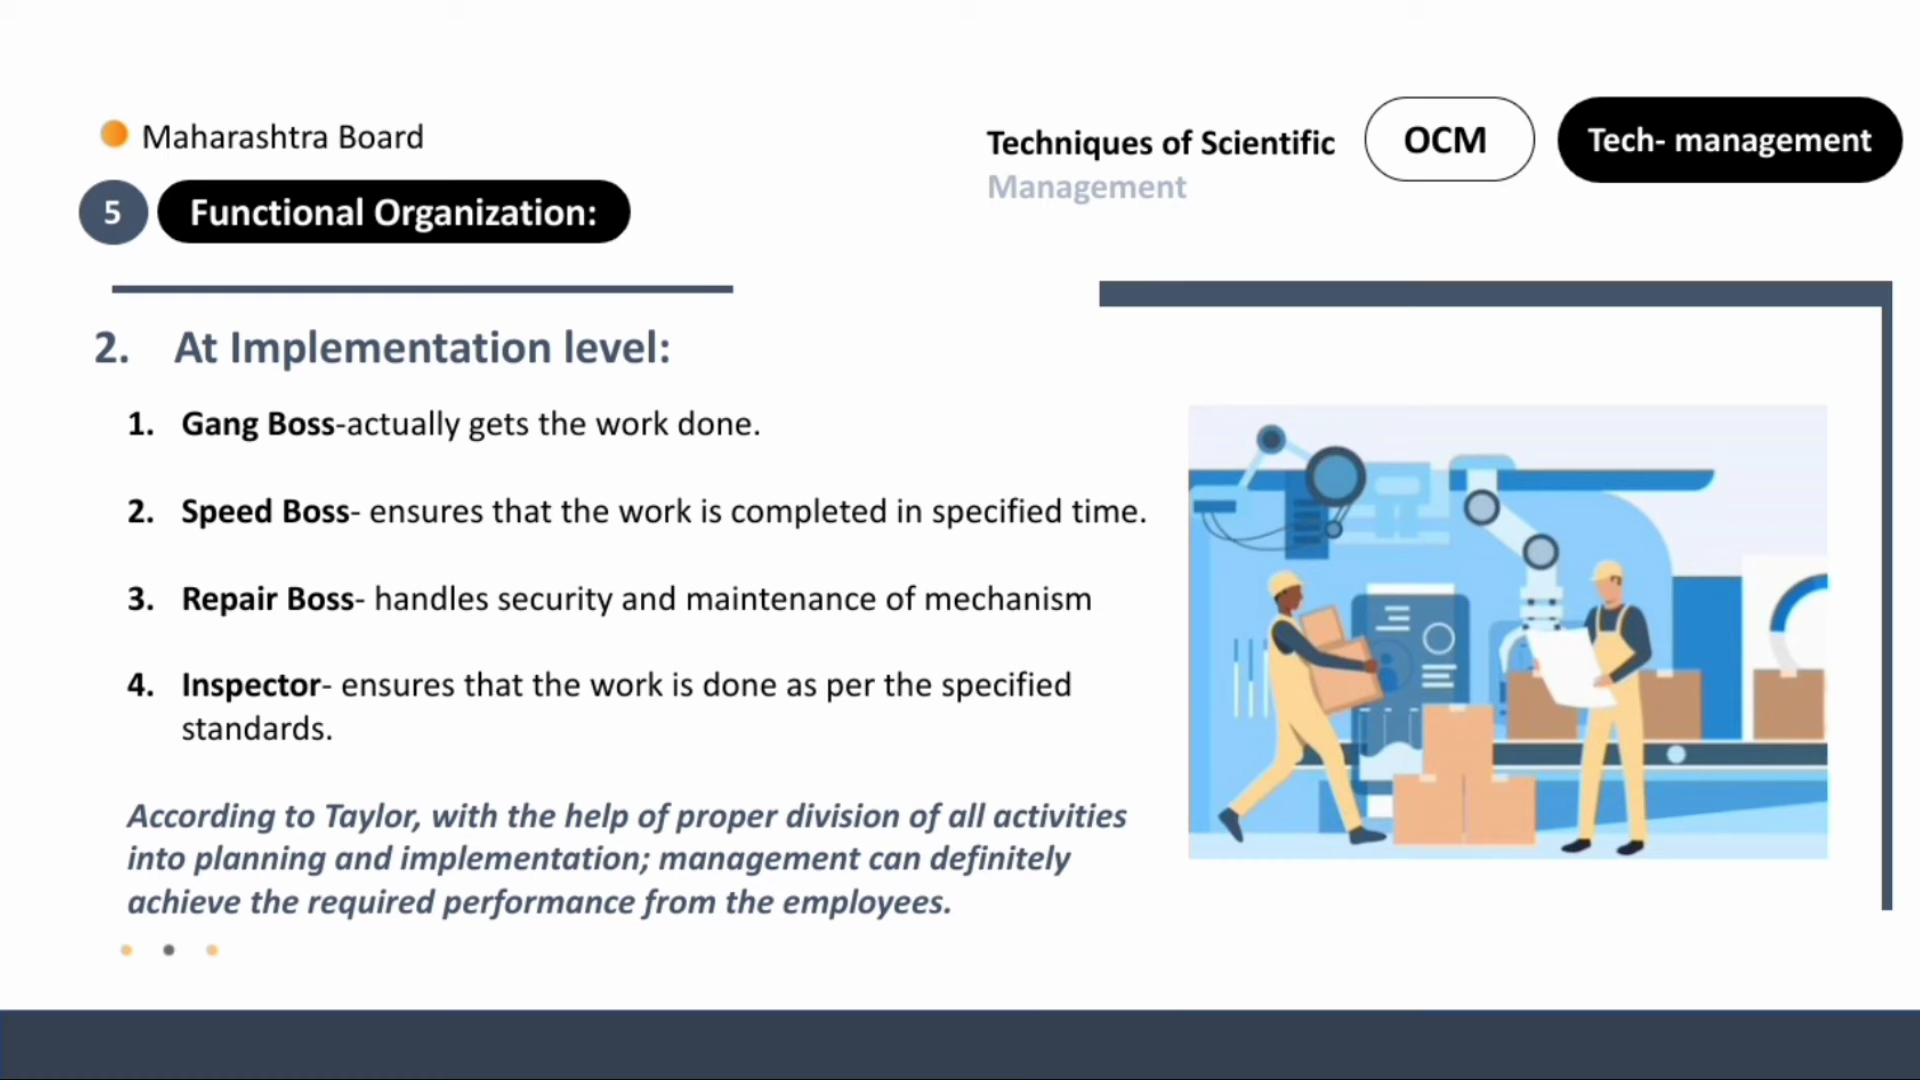 Maharashtra Board
Techniques of Scientific
Management
OCM
Tech- management
5
Functional Organization:
2. At Implementation level:
1. Gang Boss-actually gets the work done.
2. Speed Boss- ensures that the work is completed in specified time.
3. Repair Boss- handles security and maintenance of mechanism
4. Inspector- ensures that the work is done as per the specified
standards.
According to Taylor, with the help of proper division of all activities
into planning and implementation; management can definitely
achieve the required performance from the employees.